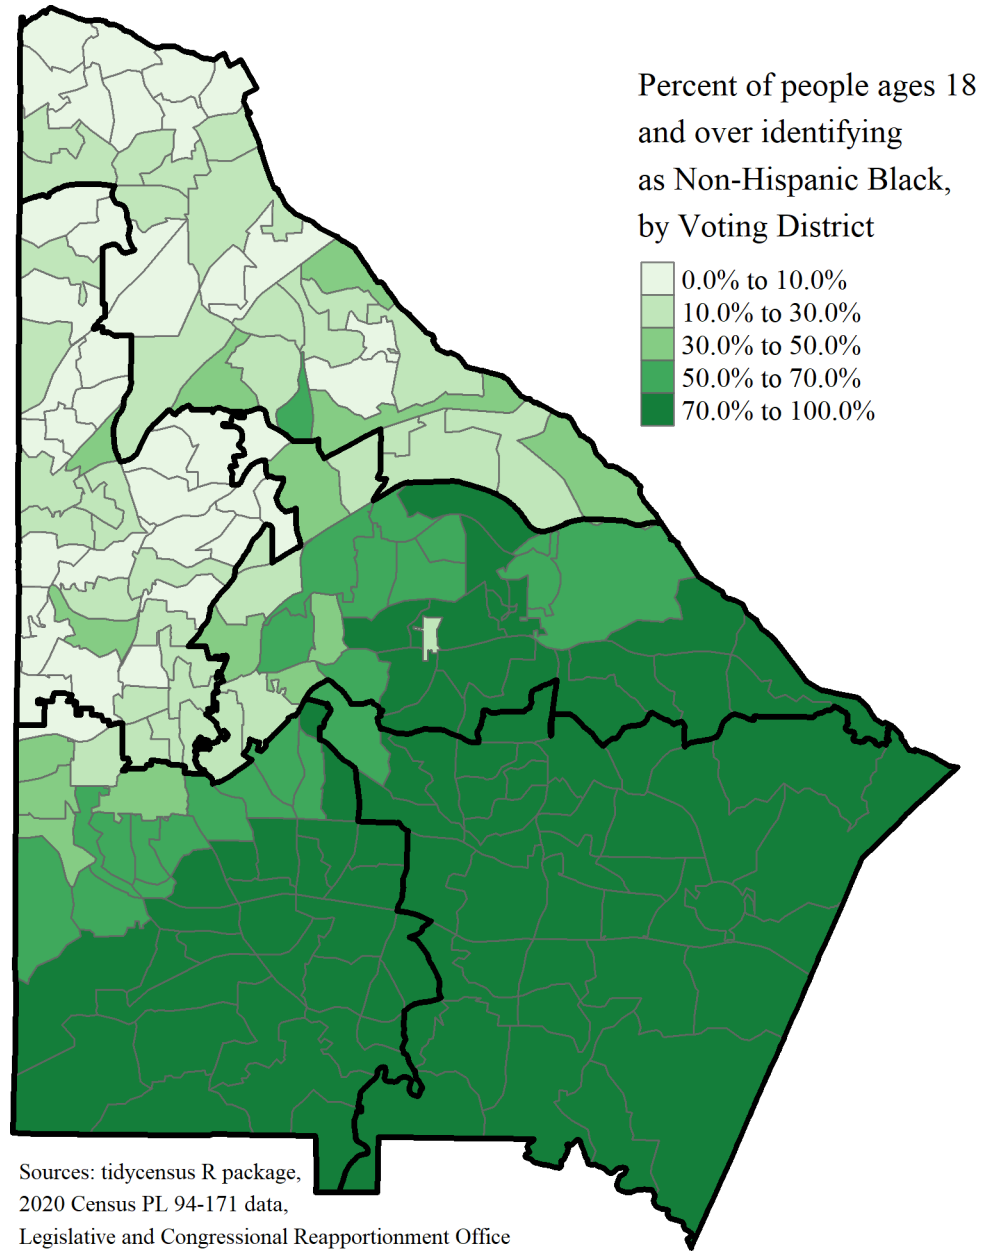 Percent of people ages 18
and over identifying
as Non-Hispanic Black,
by Voting District
0.0% to 10.0%
10.0% to 30.0%
30.0% to 50.0%
50.0% to 70.0%
70.0% to 100.0%
Sources: tidycensus R package,
2020 Census PL 94-171 data,
Legislative and Congressional Reapportionment Office